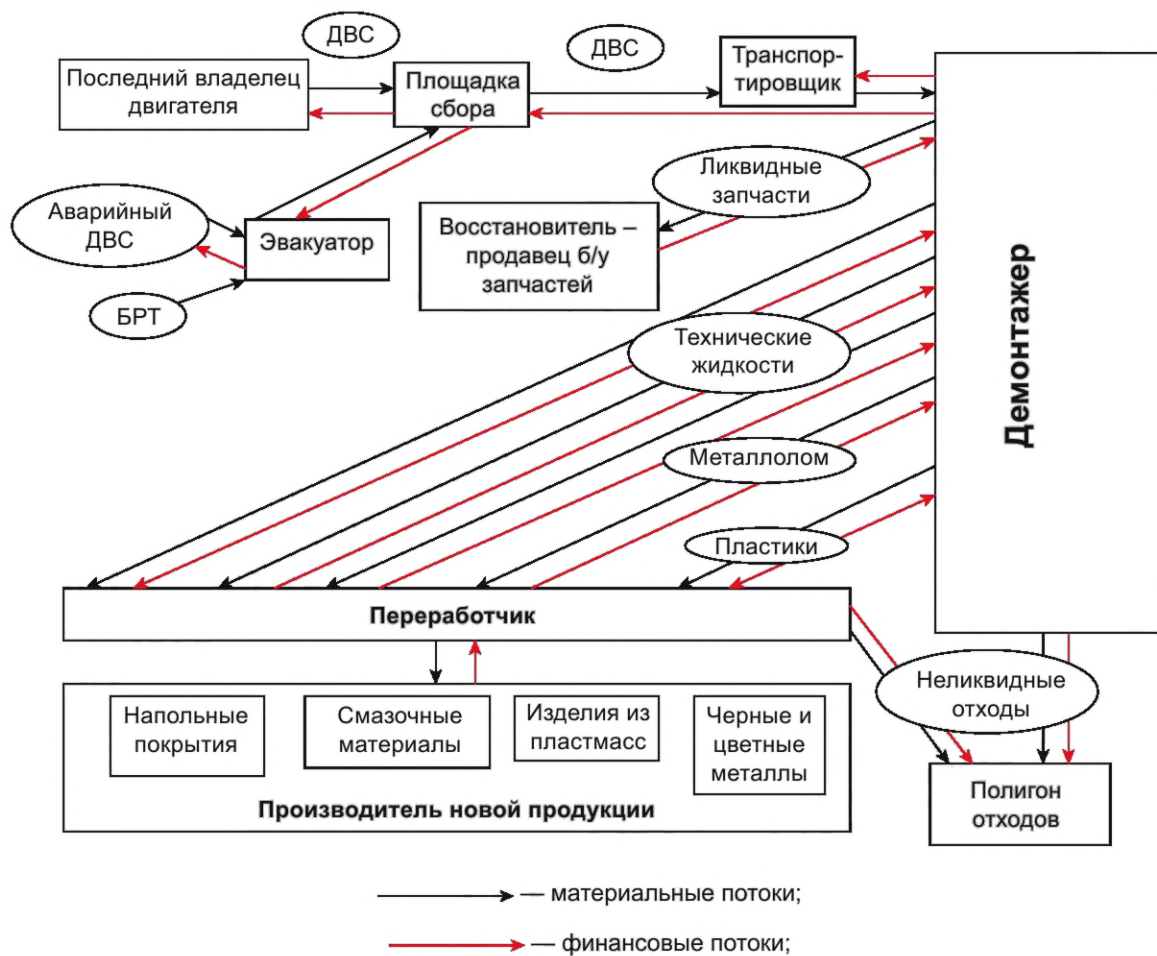 ДВС
ДВС
Последний владелец
двигателя
Площадка
сбора
Транспор-
тировщик
Ликвидные
запчасти
Аварийный
ДВС
Эвакуатор
Восстановитель –
продавец б/у
запчастей
БРТ
Технические
жидкости
Демонтажер
Металлолом
Пластики
Переработчик
Неликвидные
отходы
Напольные
покрытия
Смазочные
материалы
Изделия из
пластмасс
Черные и
цветные
металлы
Производитель новой продукции
Полигон
отходов
— материальные потоки;
— финансовые потоки;